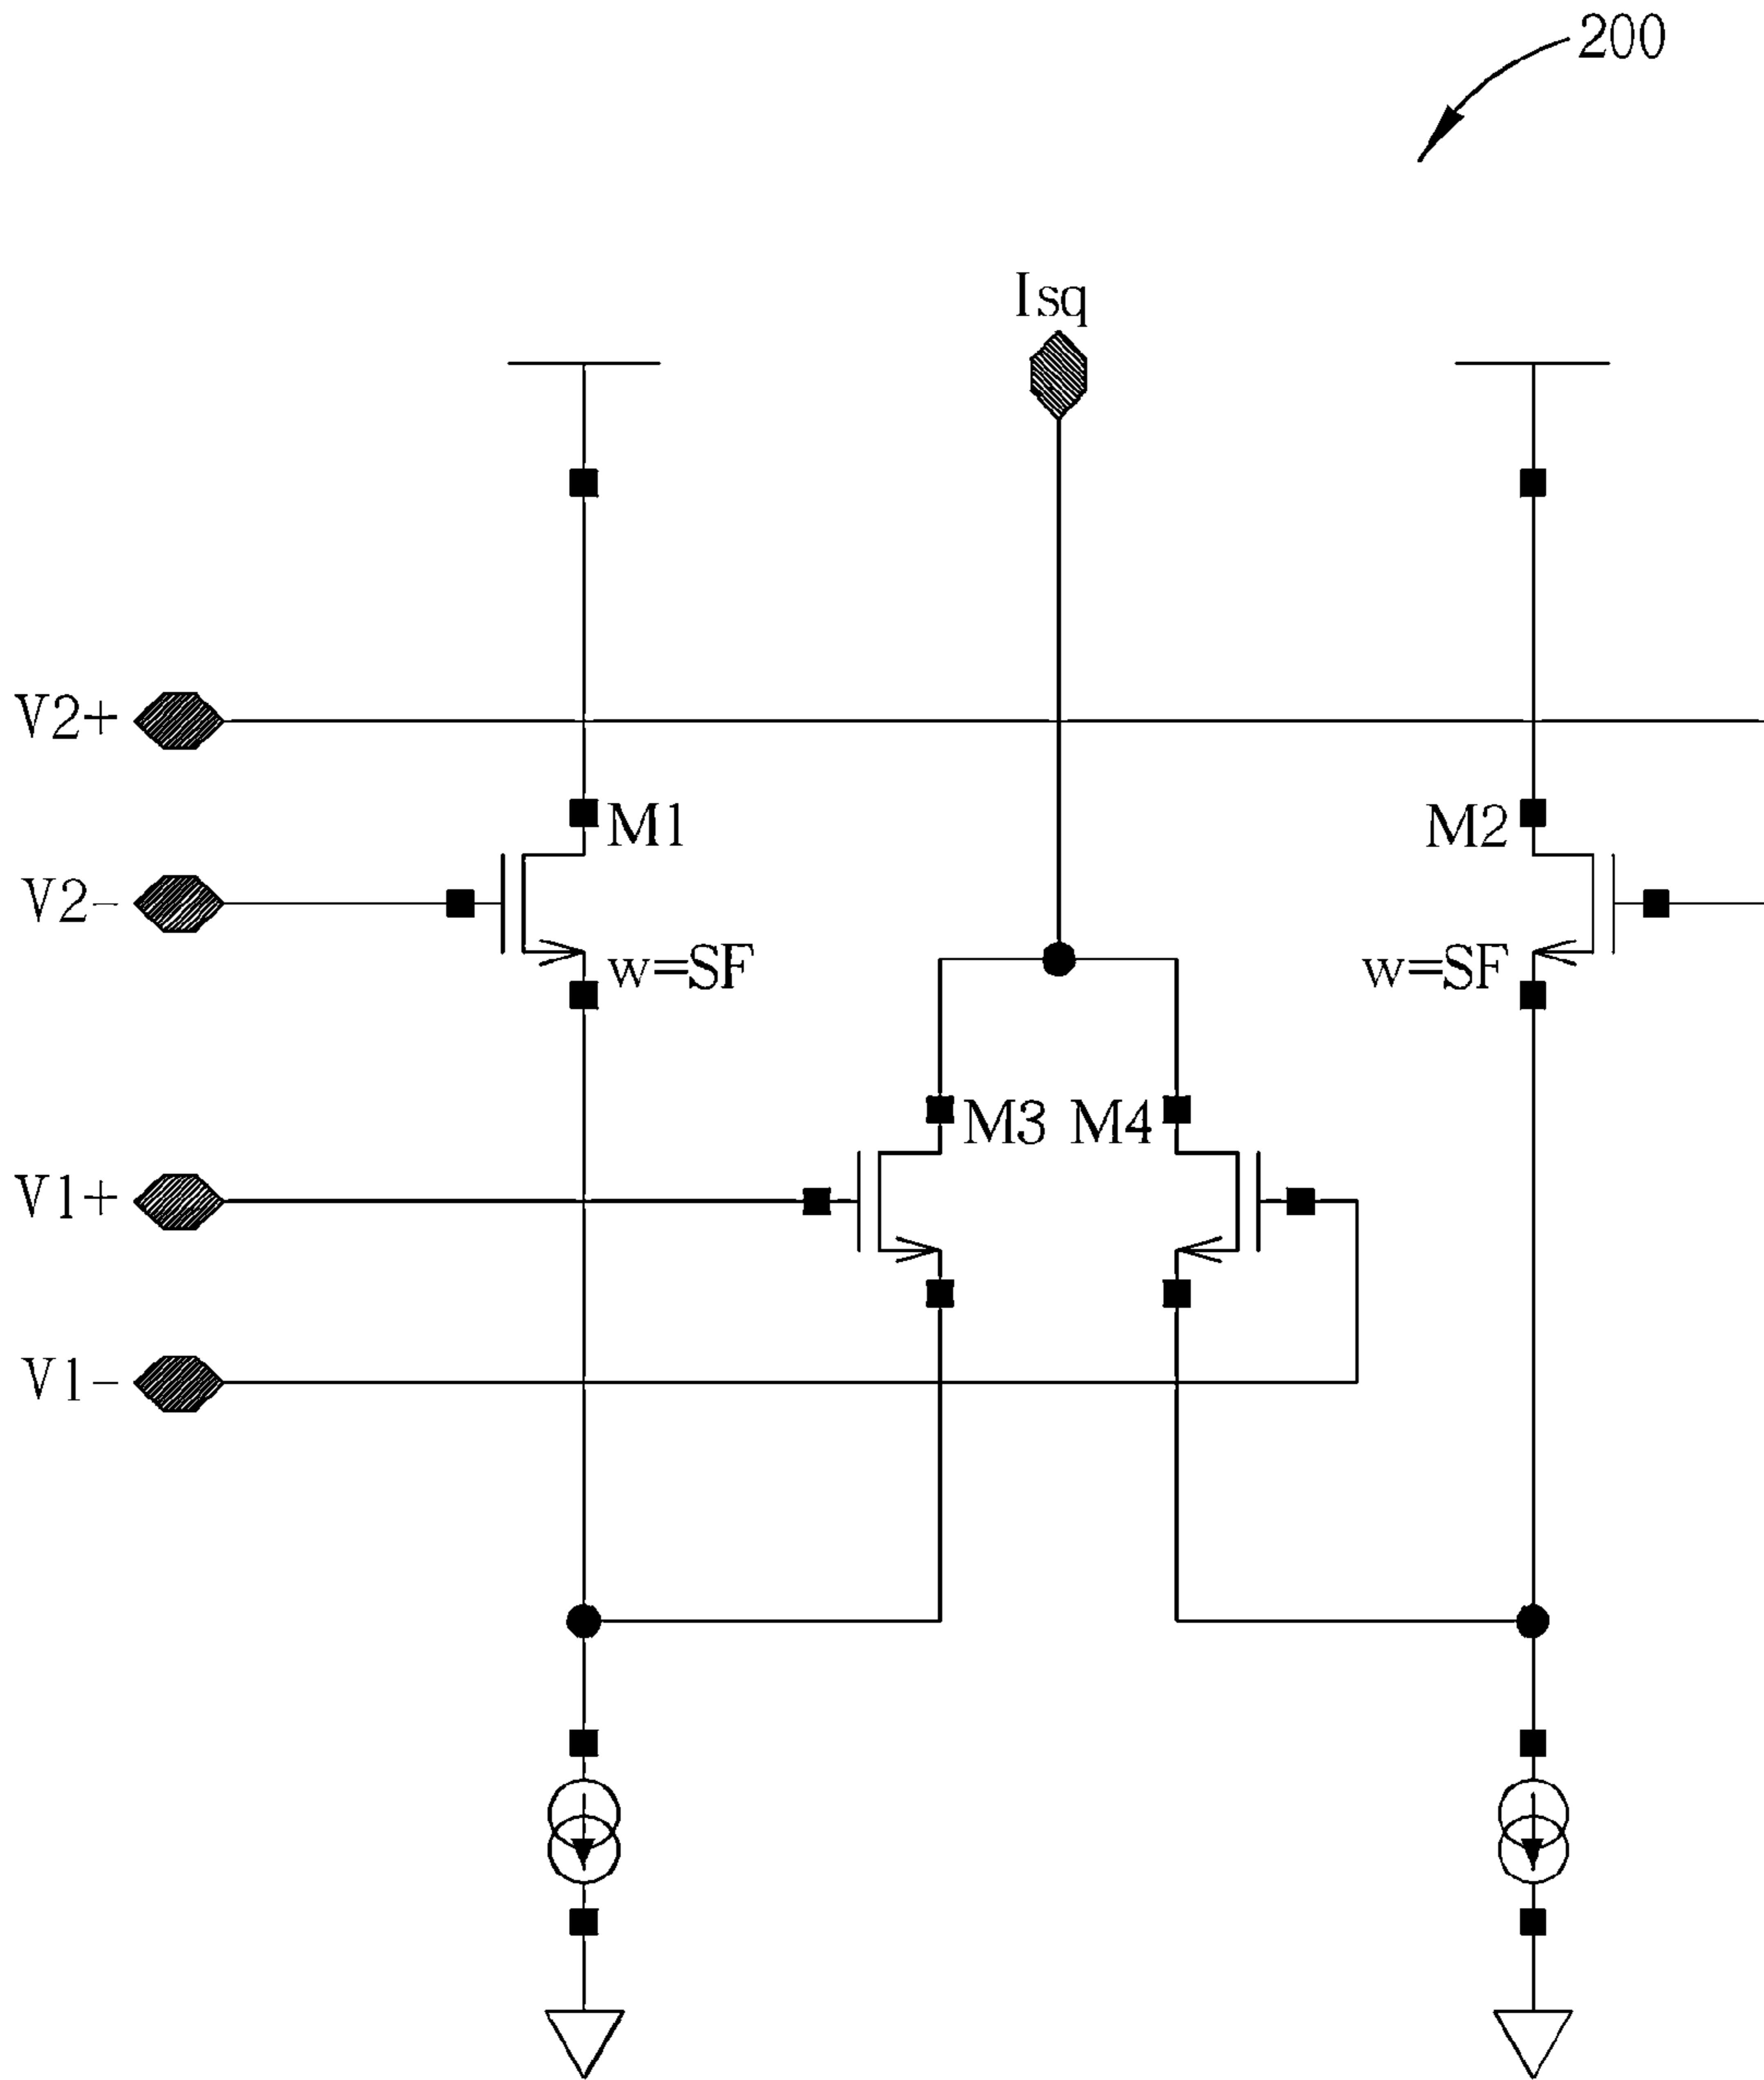 200
Isq
V2+
M1
M2
V2-
w=SF
w=SF
M3
M4
V1+
V1-